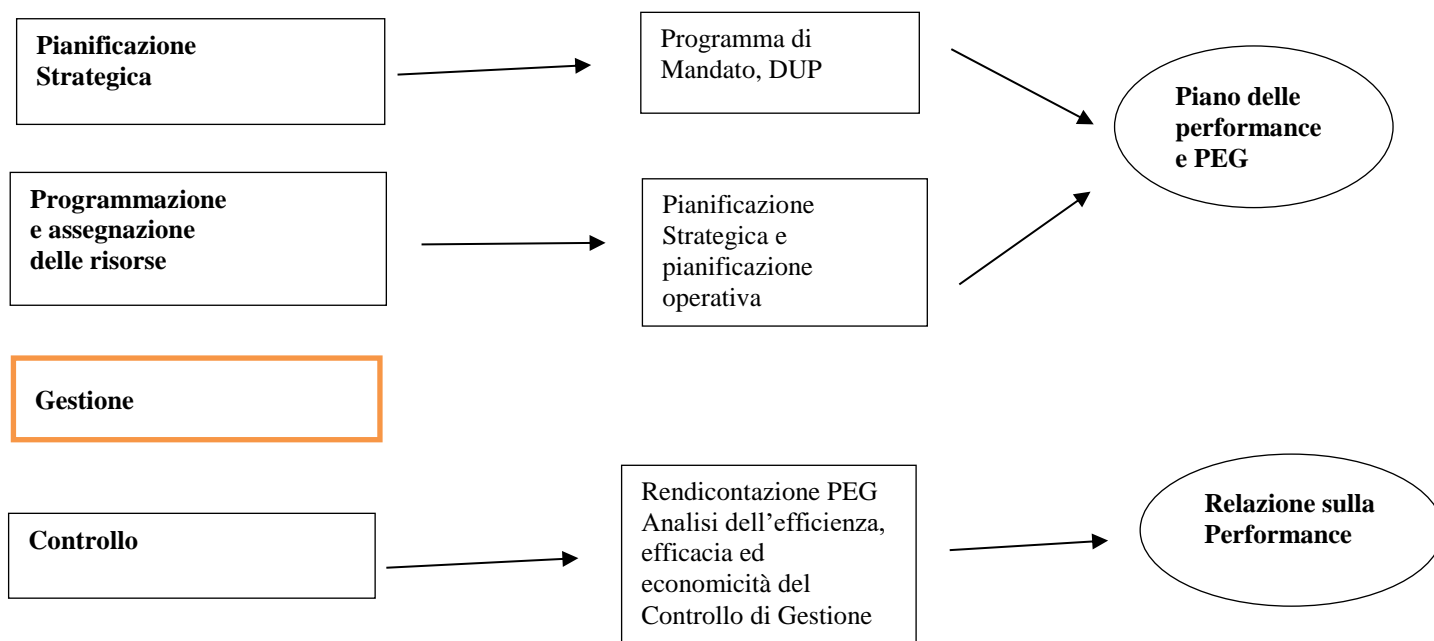 Pianificazione
Strategica
Programma di
Mandato, DUP
Piano delle
performance
e PEG
Programmazione
e assegnazione
delle risorse
Pianificazione
Strategica e
pianificazione
operativa
Gestione
Controllo
Rendicontazione PEG
Analisi dell’efficienza,
efficacia ed
economicità del
Controllo di Gestione
Relazione sulla
Performance